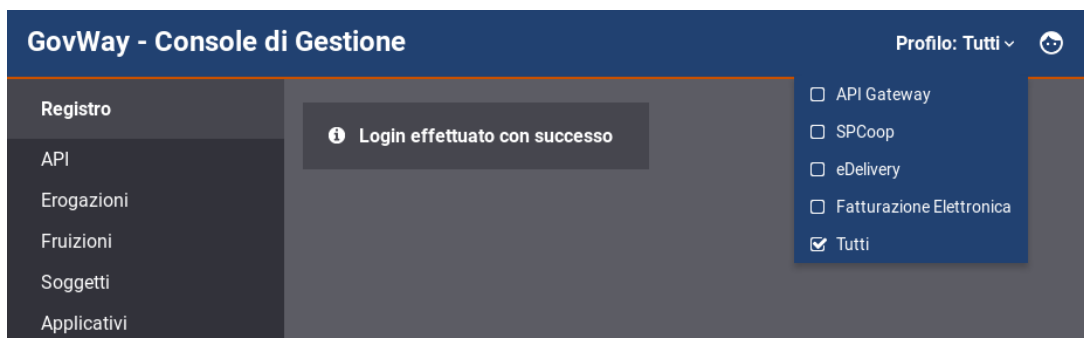 GovWay - Console di Gestione
Profilo: Tutti
API Gateway
SPCoop
eDelivery
Fatturazione Elettronica
Tutti
Registro
API
Erogazioni
Fruizioni
Soggetti
Applicativi
Login effettuato con successo